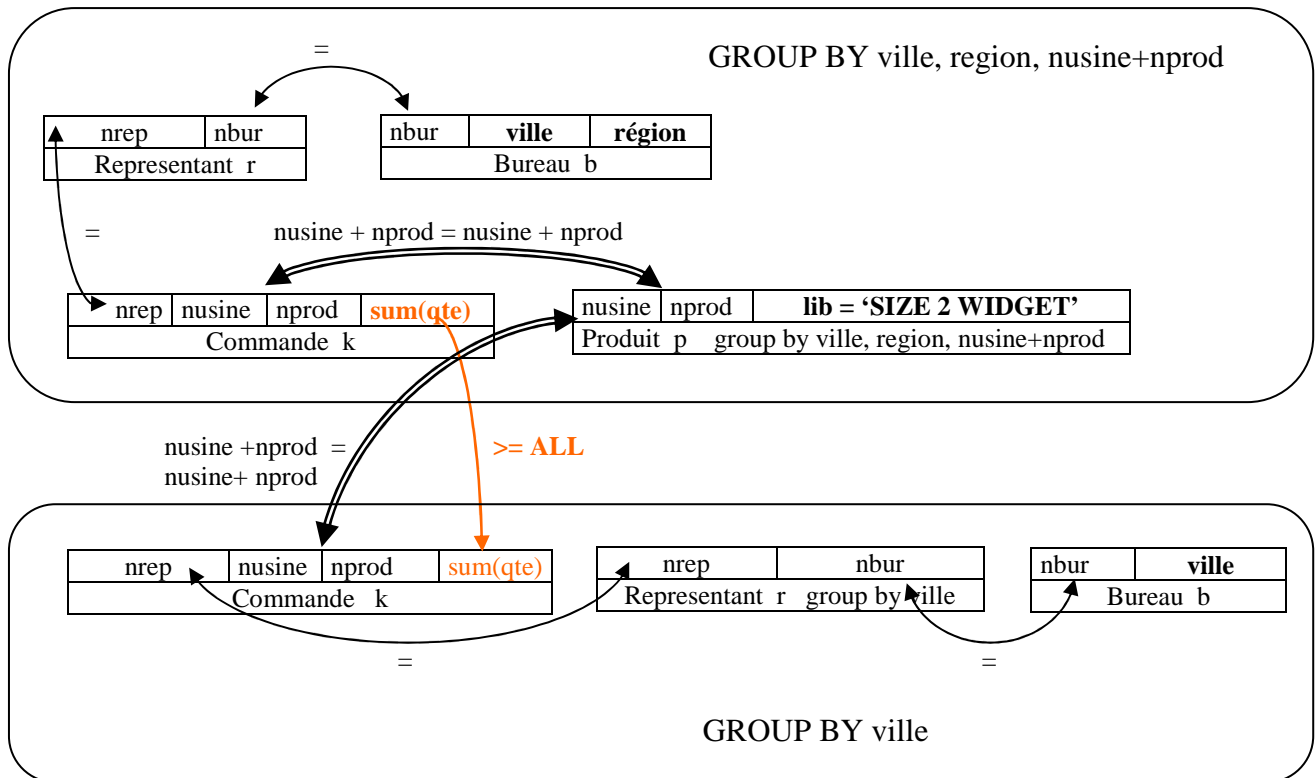 =
GROUP BY ville, region, nusine+nprod
nrep nbur
Representant r
nbur ville région
Bureau b
=
nusine + nprod = nusine + nprod
nrep nusine nprod sum(qte)
Commande k
nusine nprod lib = ‘SIZE 2 WIDGET’
Produit p group by ville, region, nusine+nprod
nusine +nprod =
nusine+ nprod
>= ALL
nrep nusine nprod sum(qte)
Commande k
nrep nbur
Representant r group by ville
nbur ville
Bureau b
=
=
GROUP BY ville